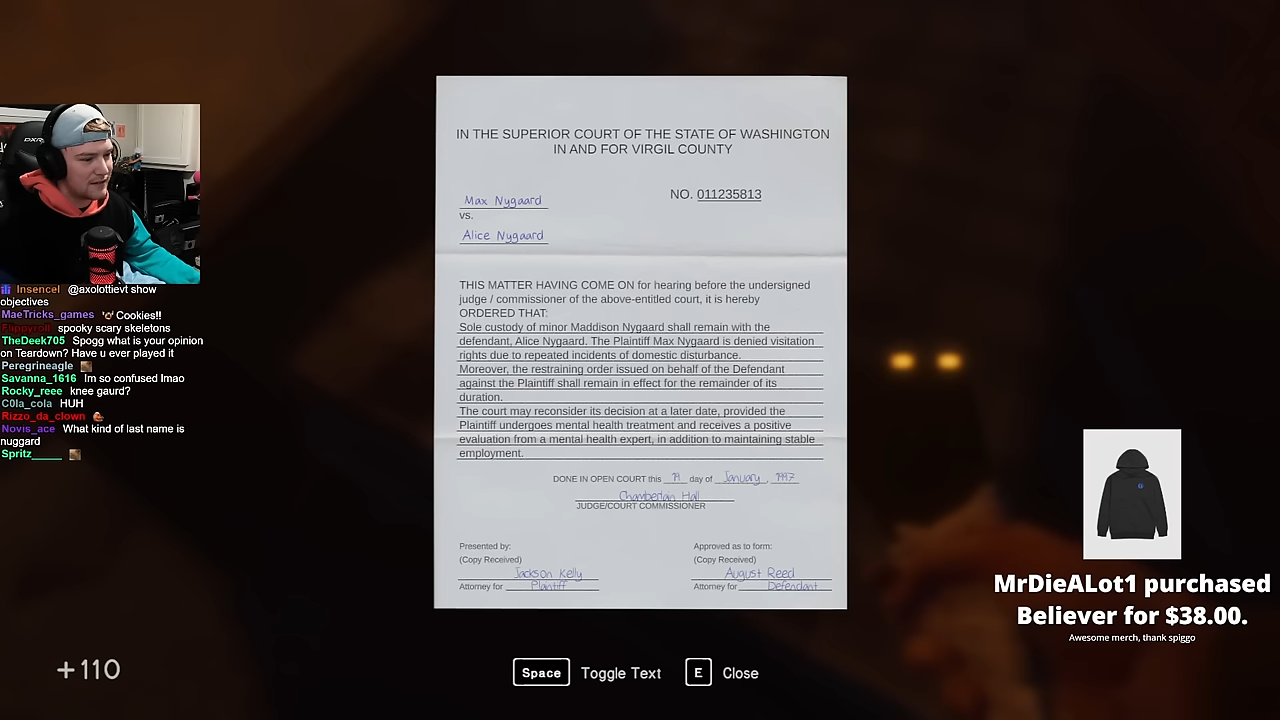 IN THE SUPERIOR COURT OF THE STATE OF WASHINGTON
IN AND FOR VIRGIL COUNTY
NO. 011235813
Max Nygaard
vs.
Alice Nygaard
THIS MATTER HAVING COME ON for hearing before the undersigned
judge / commissioner of the above-entitled court, it is hereby
ORDERED THAT:
Sole custody of minor Maddison Nygaard shall remain with the
defendant, Alice Nygaard. The Plaintiff Max Nygaard is denied visitation
rights due to repeated incidents of domestic disturbance.
Moreover, the restraining order issued on behalf of the Defendant
against the Plaintiff shall remain in effect for the remainder of its
duration.
The court may reconsider its decision at a later date, provided the
Plaintiff undergoes mental health treatment and receives a positive
evaluation from a mental health expert, in addition to maintaining stable
employment.
DONE IN OPEN COURT this 19 day of January, 1997
Chamberlan Hall
JUDGE/COURT COMMISSIONER
Presented by:
(Copy Received)
Jackson Kelly
Attorney for Plaintiff
Approved as to form:
(Copy Received)
August Reed
Attorney for Defendant
DXR
Insencel @axolottievt show
objectives
MaeTricks_games Cookies!!
Flippyroll spooky scary skeletons
TheDeek705 Spogg what is your opinion
on Teardown? Have u ever played it
Peregrineagle
Savanna_1616 Im so confused lmao
Rocky_reee knee gaurd?
C0la_cola HUH
Rizzo_da_clown
Novis_ace What kind of last name is
nuggard
Spritz_____
MrDieALot1 purchased
Believer for $38.00.
Awesome merch, thank spiggo
+110
Space Toggle Text E Close